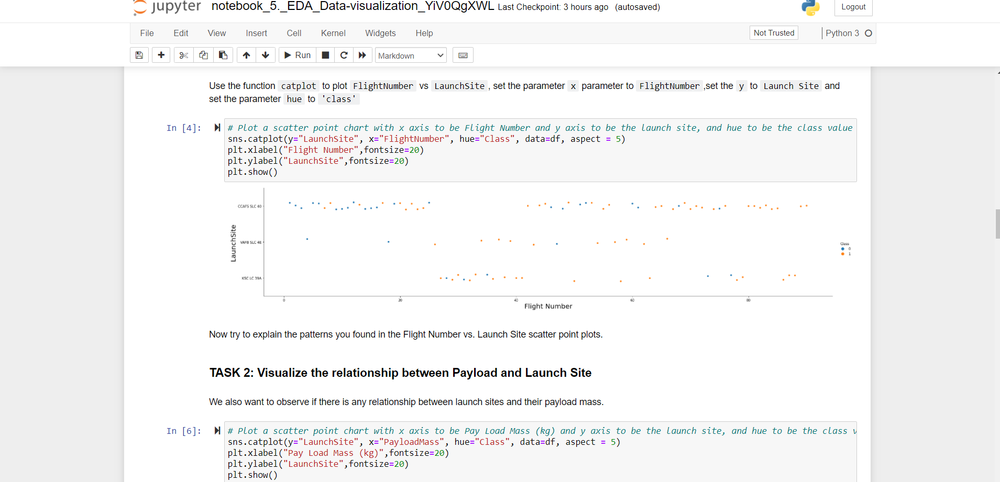 jupyter notebook_5._EDA_Data-visualization_YiV0QgXWL Last Checkpoint: 3 hours ago (autosaved) Logout
File Edit View Insert Cell Kernel Widgets Help Not Trusted Python 3
Run Markdown
Use the function catplot to plot FlightNumber vs LaunchSite , set the parameter x parameter to FlightNumber ,set the y to Launch Site and
set the parameter hue to 'class'
In [4]: # Plot a scatter point chart with x axis to be Flight Number and y axis to be the launch site, and hue to be the class value
sns.catplot(y="LaunchSite", x="FlightNumber", hue="Class", data=df, aspect = 5)
plt.xlabel("Flight Number",fontsize=20)
plt.ylabel("LaunchSite",fontsize=20)
plt.show()
LaunchSite
CCAFS SLC 40
VAFB SLC 4E
KSC LC 39A
Class
0
1
0 20 40 60 80
Flight Number
Now try to explain the patterns you found in the Flight Number vs. Launch Site scatter point plots.
TASK 2: Visualize the relationship between Payload and Launch Site
We also want to observe if there is any relationship between launch sites and their payload mass.
In [6]: # Plot a scatter point chart with x axis to be Pay Load Mass (kg) and y axis to be the launch site, and hue to be the class v
sns.catplot(y="LaunchSite", x="PayloadMass", hue="Class", data=df, aspect = 5)
plt.xlabel("Pay Load Mass (kg)",fontsize=20)
plt.ylabel("LaunchSite",fontsize=20)
plt.show()